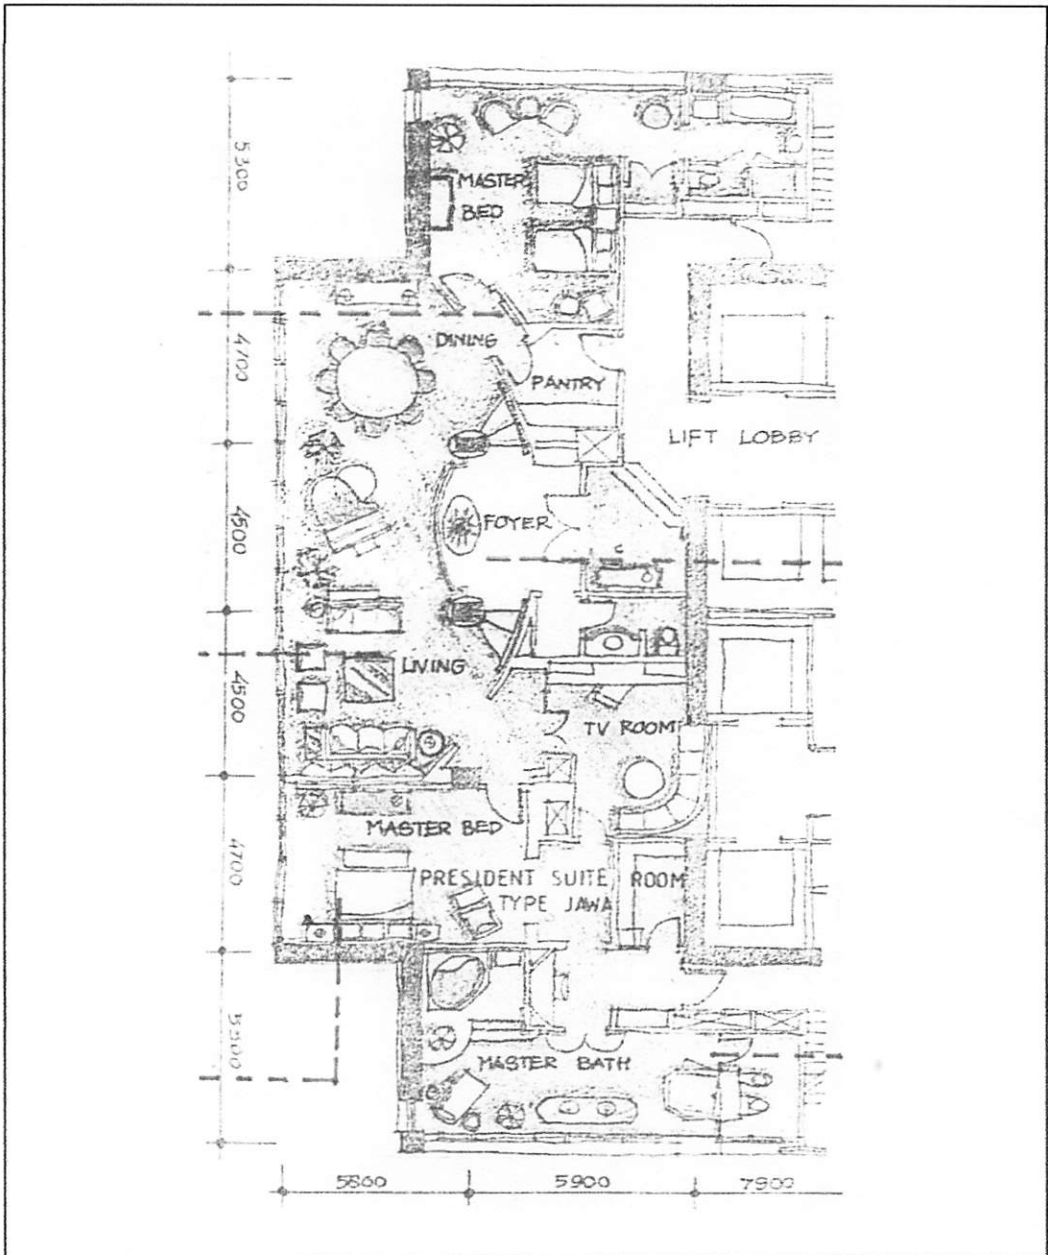 MASTER
BED
DINING
PANTRY
LIFT LOBBY
FOYER
LIVING
TV ROOM
MASTER BED
PRESIDENT SUITE ROOM
TYPE JAWA
MASTER BATH
5300
4700
4500
4500
4700
5300
5800
5900
7900